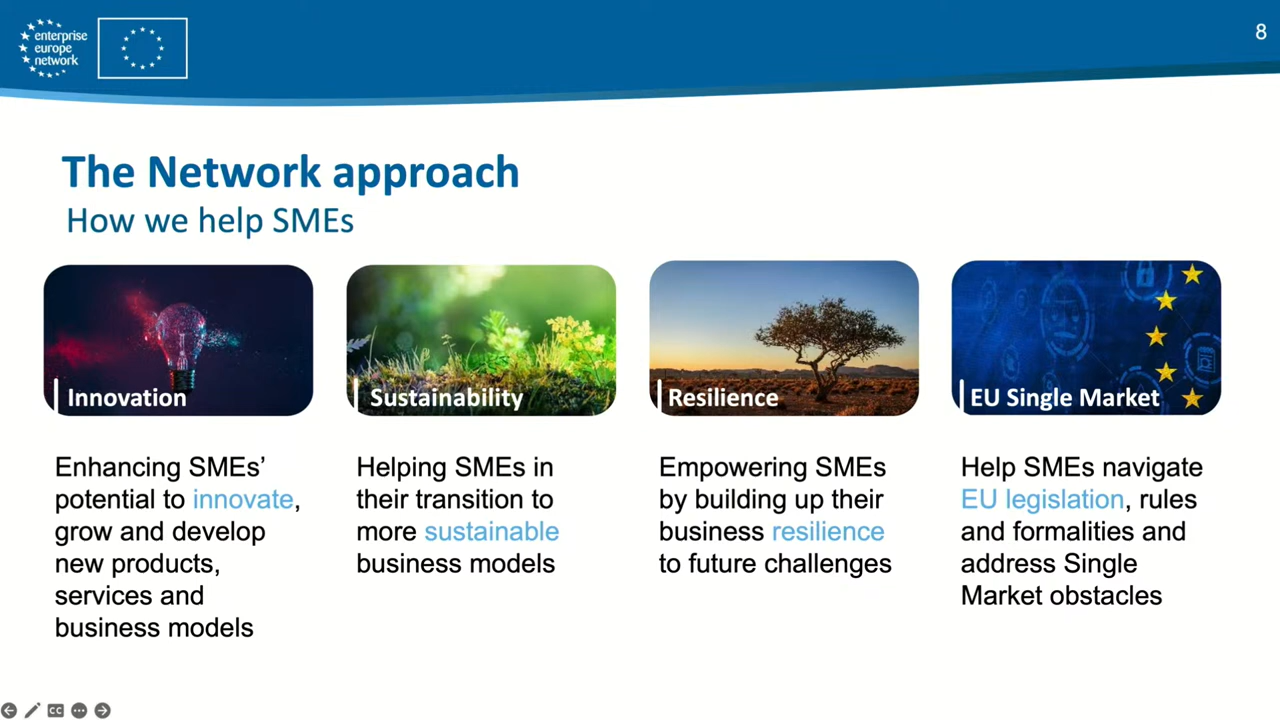 enterprise
europe
network
8
The Network approach
How we help SMEs
Innovation
Sustainability
Resilience
EU Single Market
Enhancing SMEs’
potential to innovate,
grow and develop
new products,
services and
business models
Helping SMEs in
their transition to
more sustainable
business models
Empowering SMEs
by building up their
business resilience
to future challenges
Help SMEs navigate
EU legislation, rules
and formalities and
address Single
Market obstacles
CC